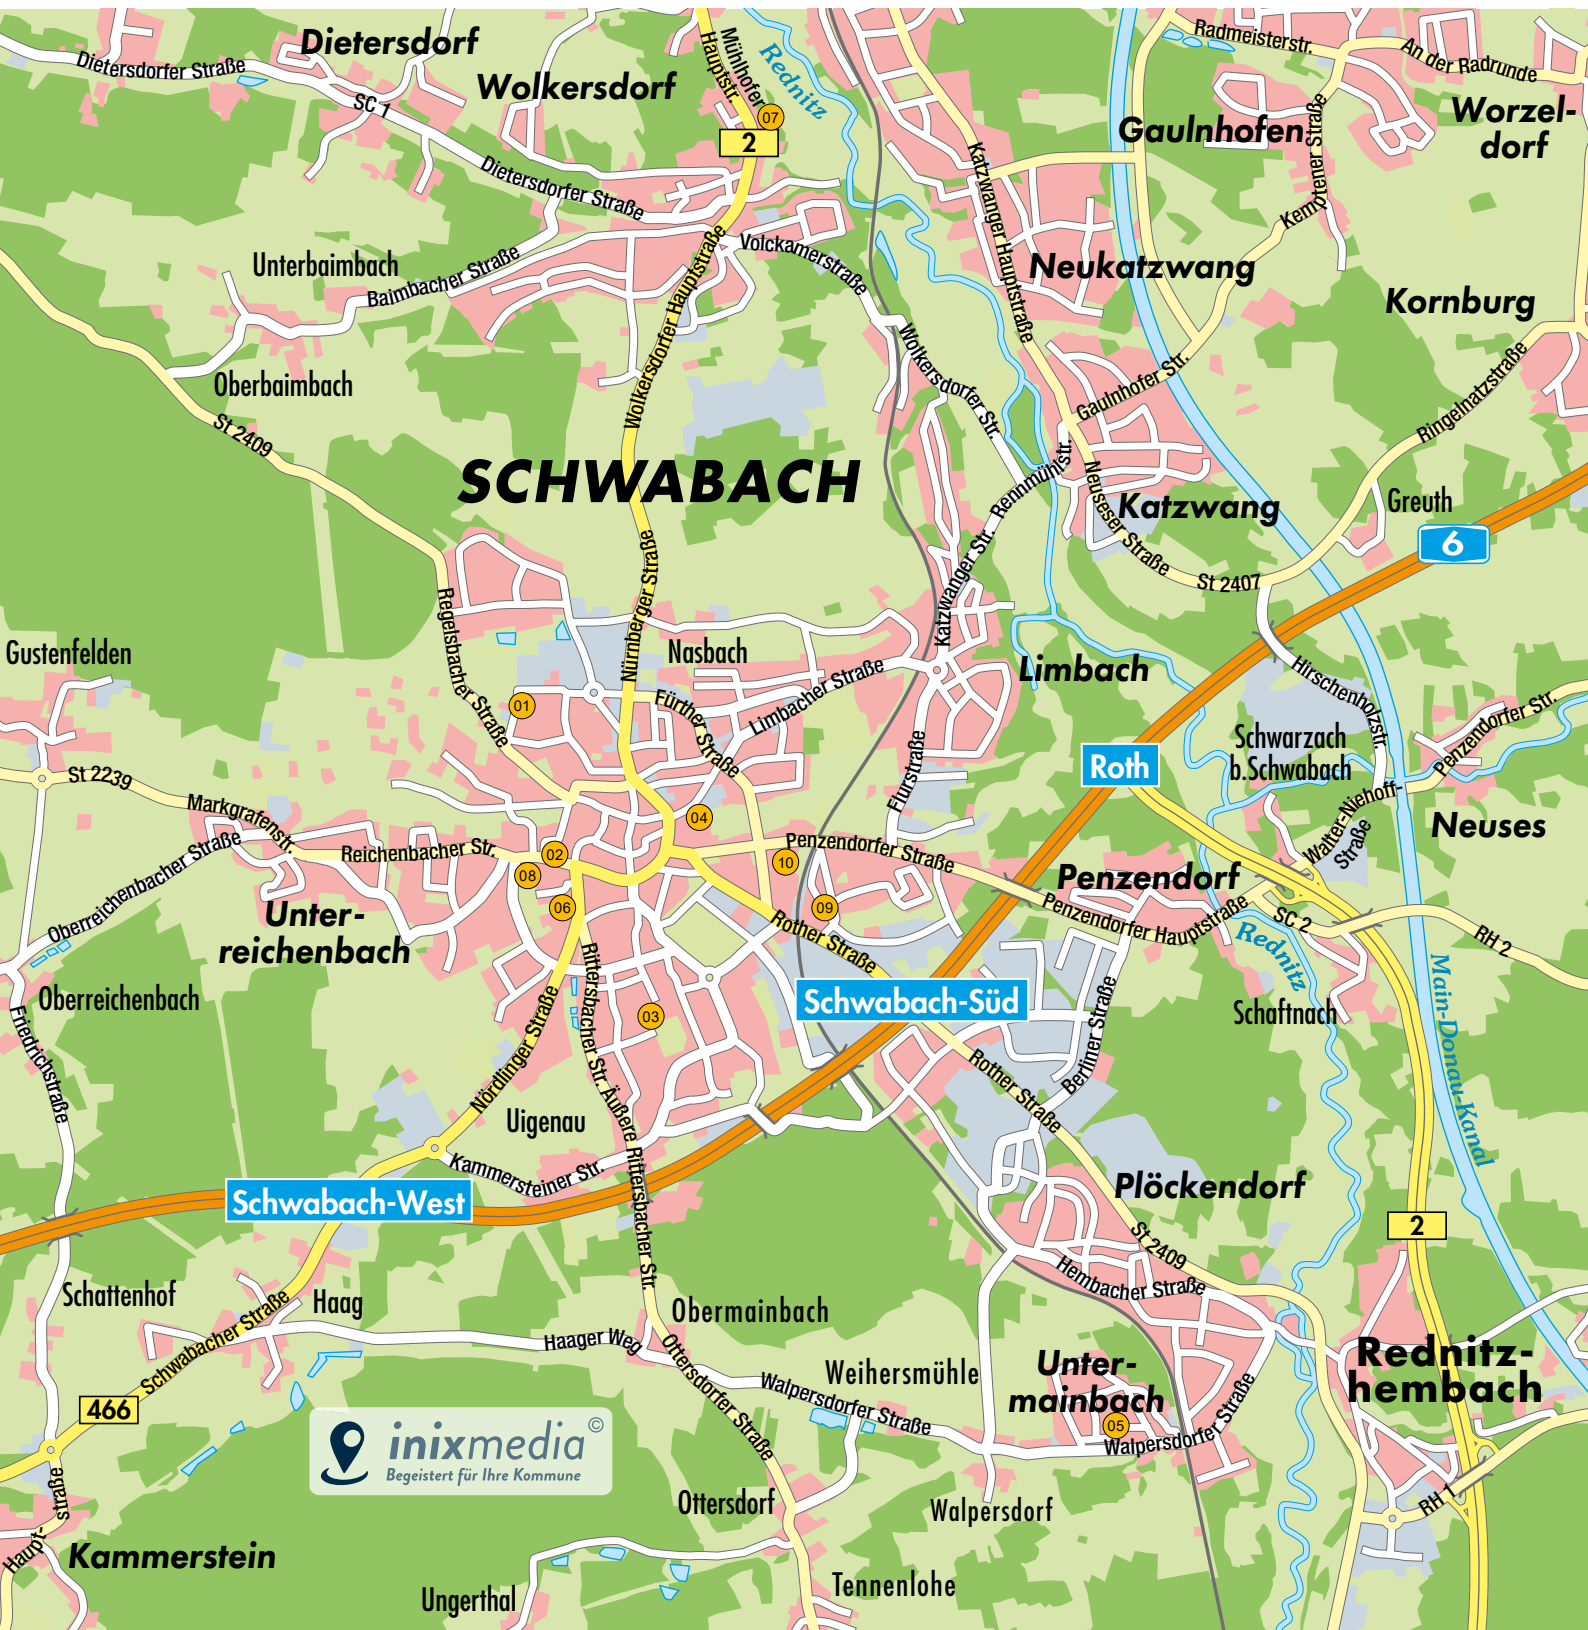 Dietersdorf
Dietersdorfer Straße
SC 1
Wolkersdorf
Mühlhofer
Hauptstr.
07
2
Rednitz
Radmeisterstr.
An der Radrunde
Worzel-
dorf
Gaulnhofen
Kemptener Straße
Katzwanger Hauptstraße
Dietersdorfer Straße
Unterbaimbach
Baimbacher Straße
Volckamerstraße
Wolkersdorfer Hauptstraße
Neukatzwang
Kornburg
Oberbaimbach
St 2409
Wolkersdorfer Str.
Gaulnhofer Str.
Ringelnatzstraße
SCHWABACH
Rennmühlstr.
Neuseser Straße
Katzwang
Greuth
6
St 2407
Nürnberger Straße
Katzwanger Str.
Regelsbacher Straße
Gustenfelden
Nasbach
Limbacher Straße
Limbach
Hirschenholzstr.
01
Fürther Straße
Flurstraße
Schwarzach
b.Schwabach
Penzendorfer Str.
Roth
St 2239
Markgrafenstr.
04
Walter-Niehoff-
Straße
Neuses
Oberreichenbacher Straße
Reichenbacher Str.
02
08
06
10
Penzendorfer Straße
Penzendorf
Penzendorfer Hauptstraße
09
Unter-
reichenbach
Rother Straße
SC 2
RH 2
Rednitz
Rittersbacher Str.
Oberreichenbach
03
Schwabach-Süd
Schaftnach
Main-Donau-Kanal
Friedrichstraße
Nördlinger Straße
Berliner Straße
Rother Straße
Uigenau
Äußere Rittersbacher Str.
Kammersteiner Str.
Schwabach-West
Plöckendorf
2
St 2409
Schattenhof
Haag
Hembacher Straße
Obermainbach
Schwabacher Straße
Haager Weg
Ottersdorfer Straße
Weihersmühle
Unter-
mainbach
Rednitz-
hembach
466
Walpersdorfer Straße
05
Walpersdorfer Straße
inixmedia©
Begeistert für Ihre Kommune
Ottersdorf
Walpersdorf
RH 1
Haupt-
straße
Kammerstein
Ungerthal
Tennenlohe